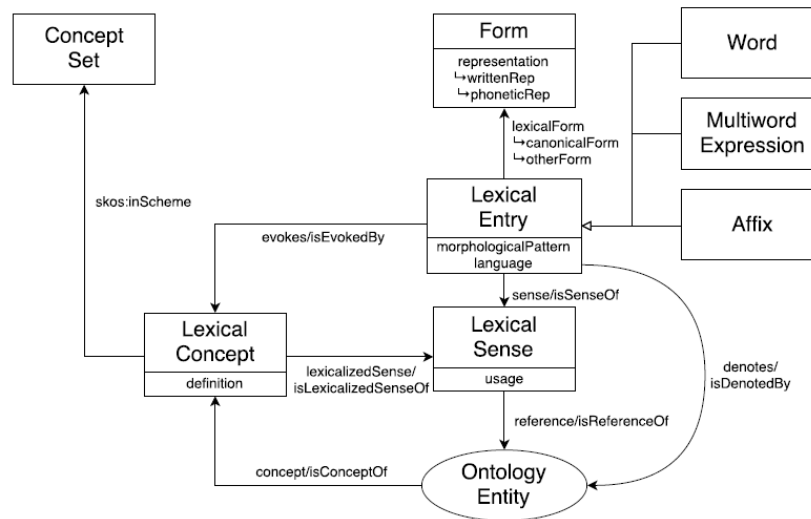 Concept
Set
Form
representation
↳writtenRep
↳phoneticRep
Word
Multiword
Expression
Affix
lexicalForm
↳canonicalForm
↳otherForm
skos:inScheme
Lexical
Entry
morphologicalPattern
language
evokes/isEvokedBy
sense/isSenseOf
Lexical
Concept
definition
lexicalizedSense/
isLexicalizedSenseOf
Lexical
Sense
usage
denotes/
isDenotedBy
reference/isReferenceOf
concept/isConceptOf
Ontology
Entity